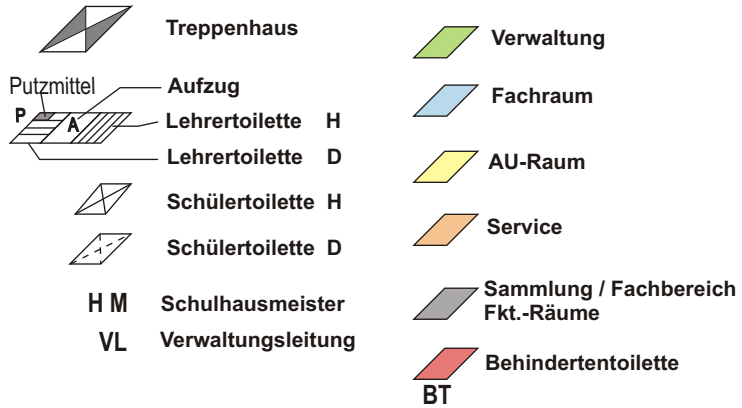 Treppenhaus
Putzmittel
Aufzug
P
A
Lehrertoilette H
Lehrertoilette D
Schülertoilette H
Schülertoilette D
H M Schulhausmeister
VL Verwaltungsleitung
Verwaltung
Fachraum
AU-Raum
Service
Sammlung / Fachbereich
Fkt.-Räume
Behindertentoilette
BT